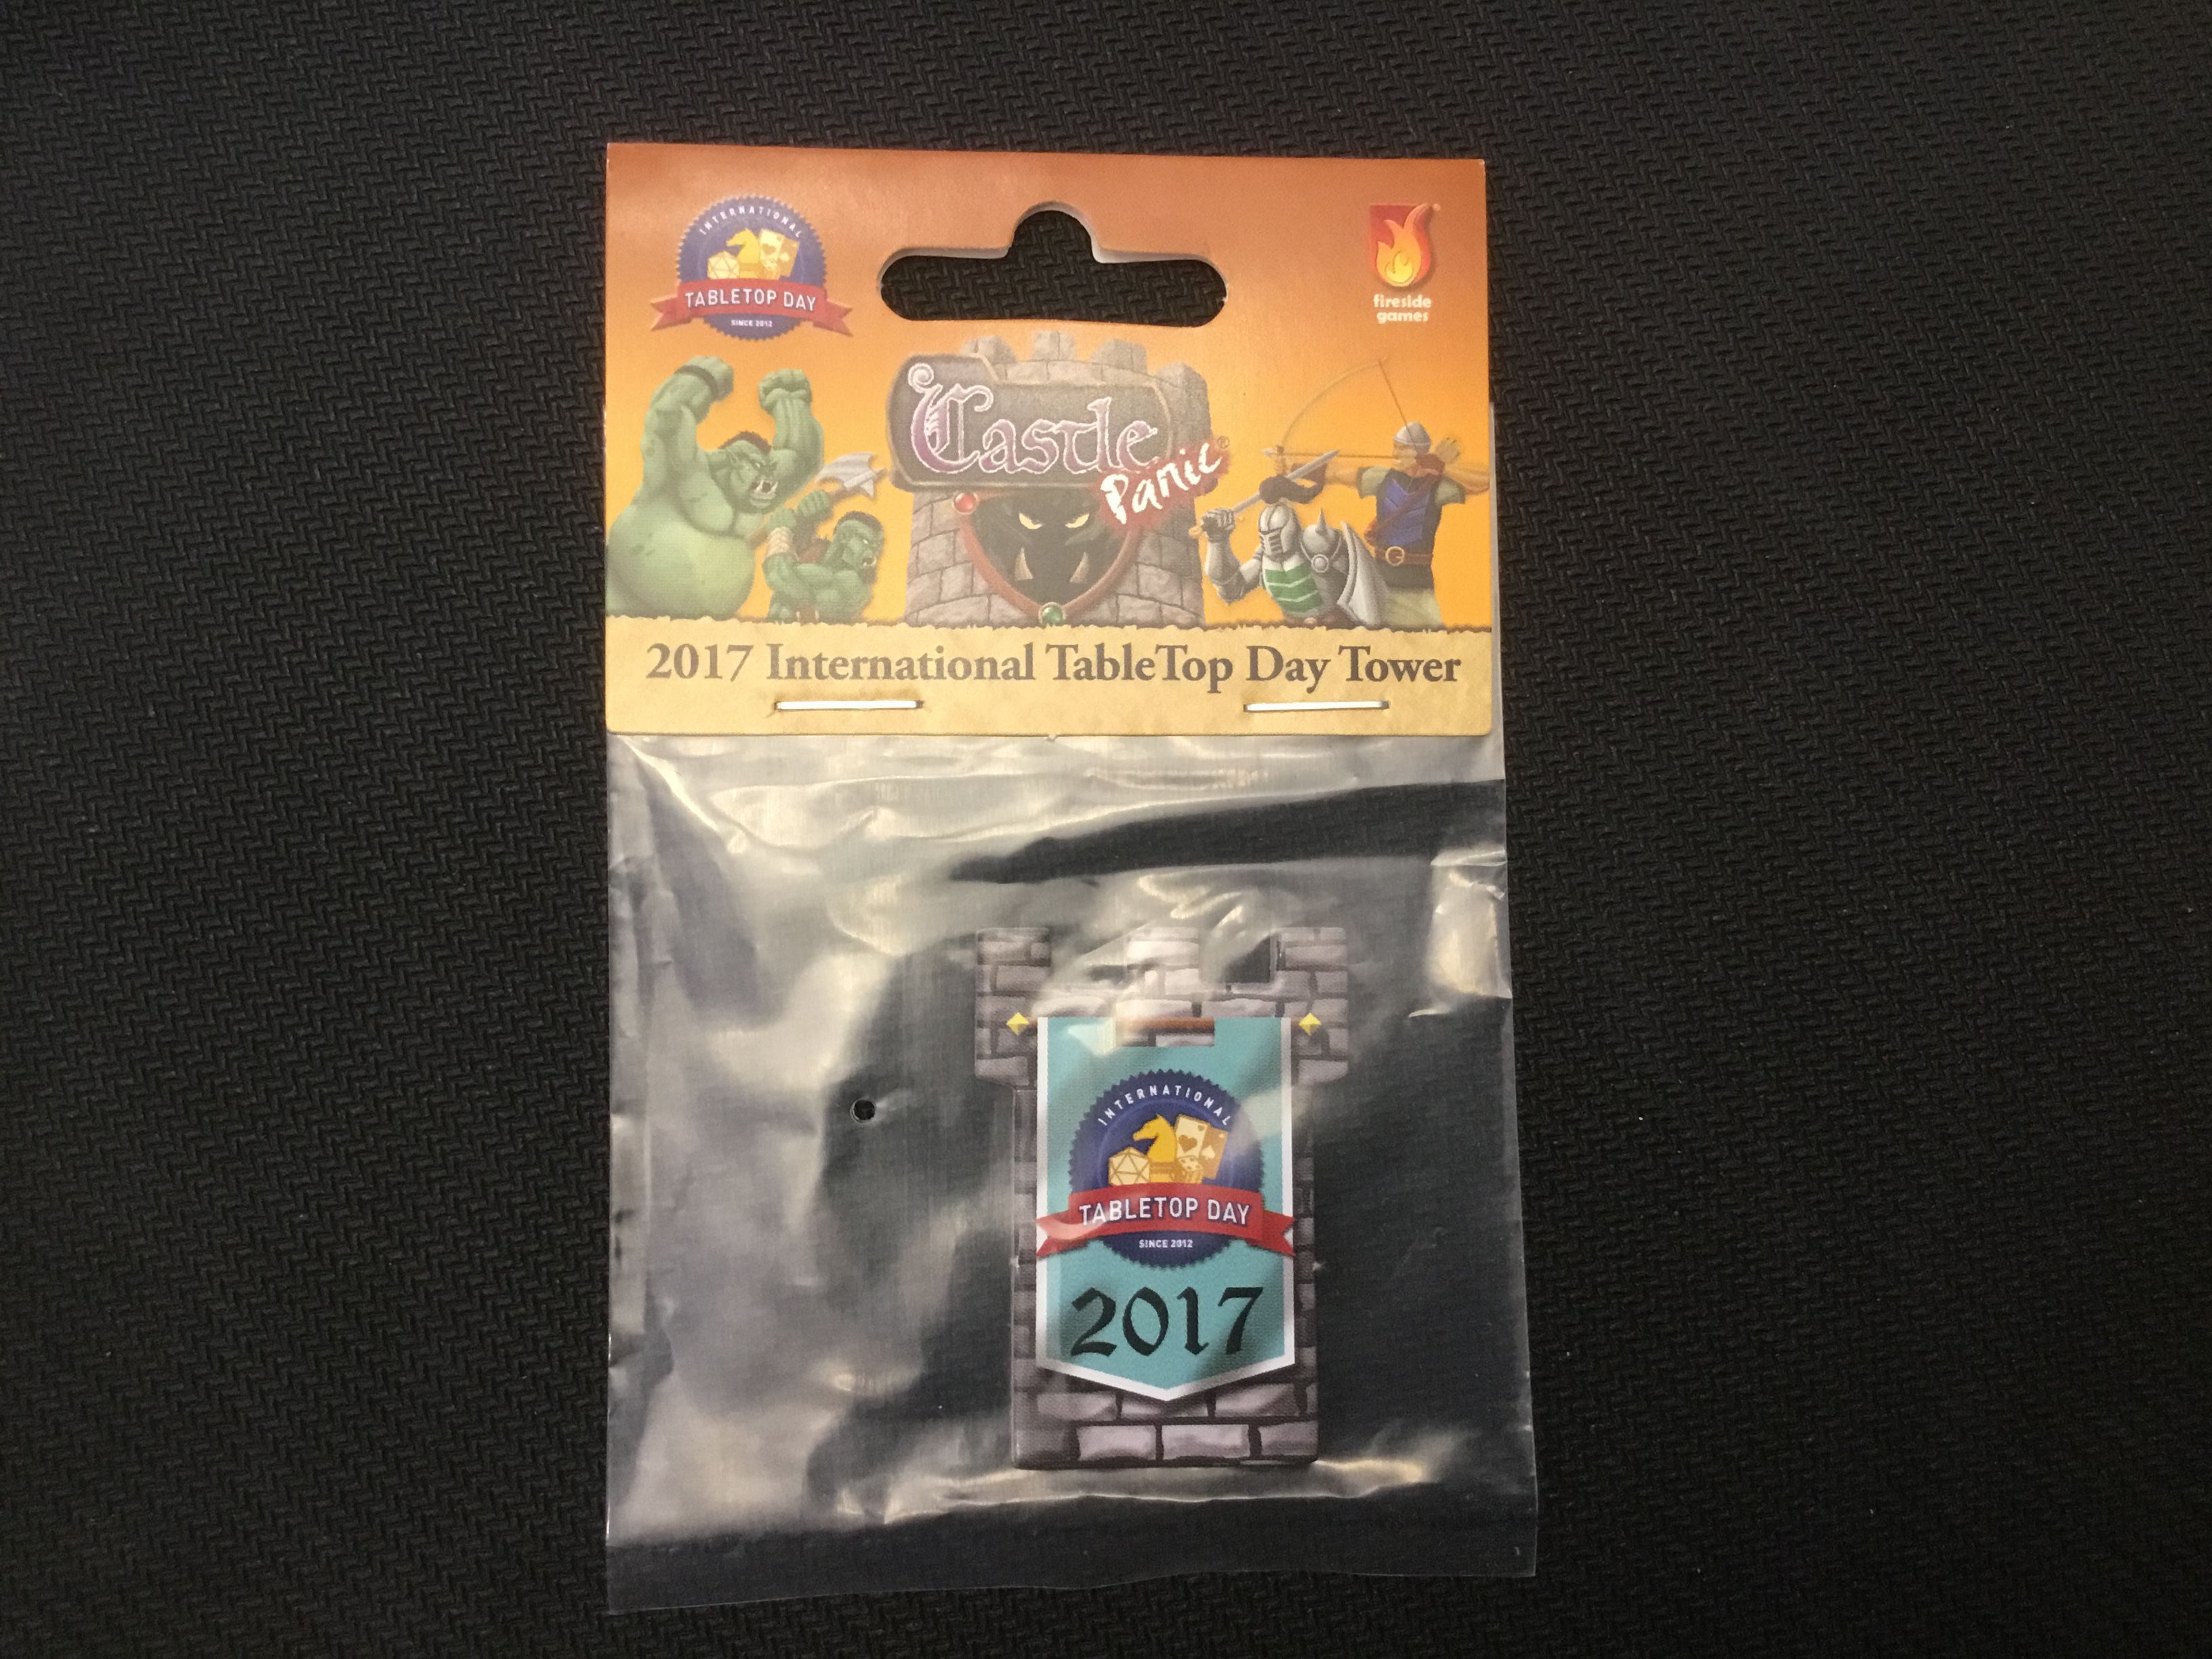 INTERNATIONAL
TABLETOP DAY
SINCE 2012
fireside
games
Castle
Panic®
2017 International TableTop Day Tower
INTERNATIONAL
TABLETOP DAY
SINCE 2012
2017